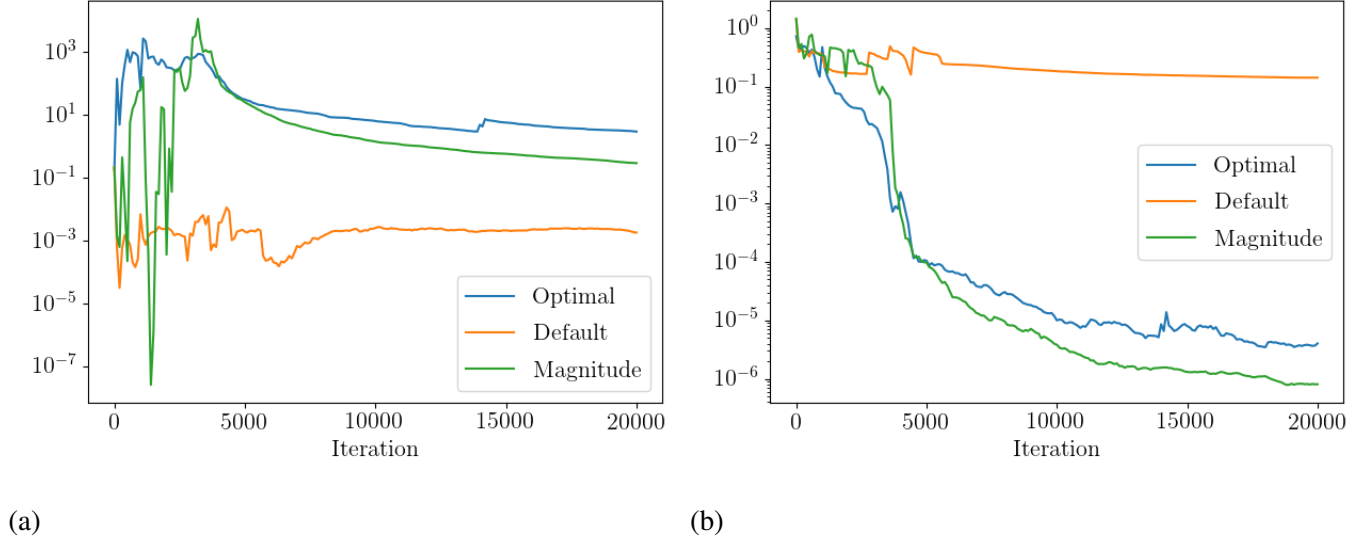 10^3
10^1
10^-1
10^-3
10^-5
10^-7
0 5000 10000 15000 20000
Iteration
Optimal
Default
Magnitude
(a)
10^0
10^-1
10^-2
10^-3
10^-4
10^-5
10^-6
0 5000 10000 15000 20000
Iteration
Optimal
Default
Magnitude
(b)